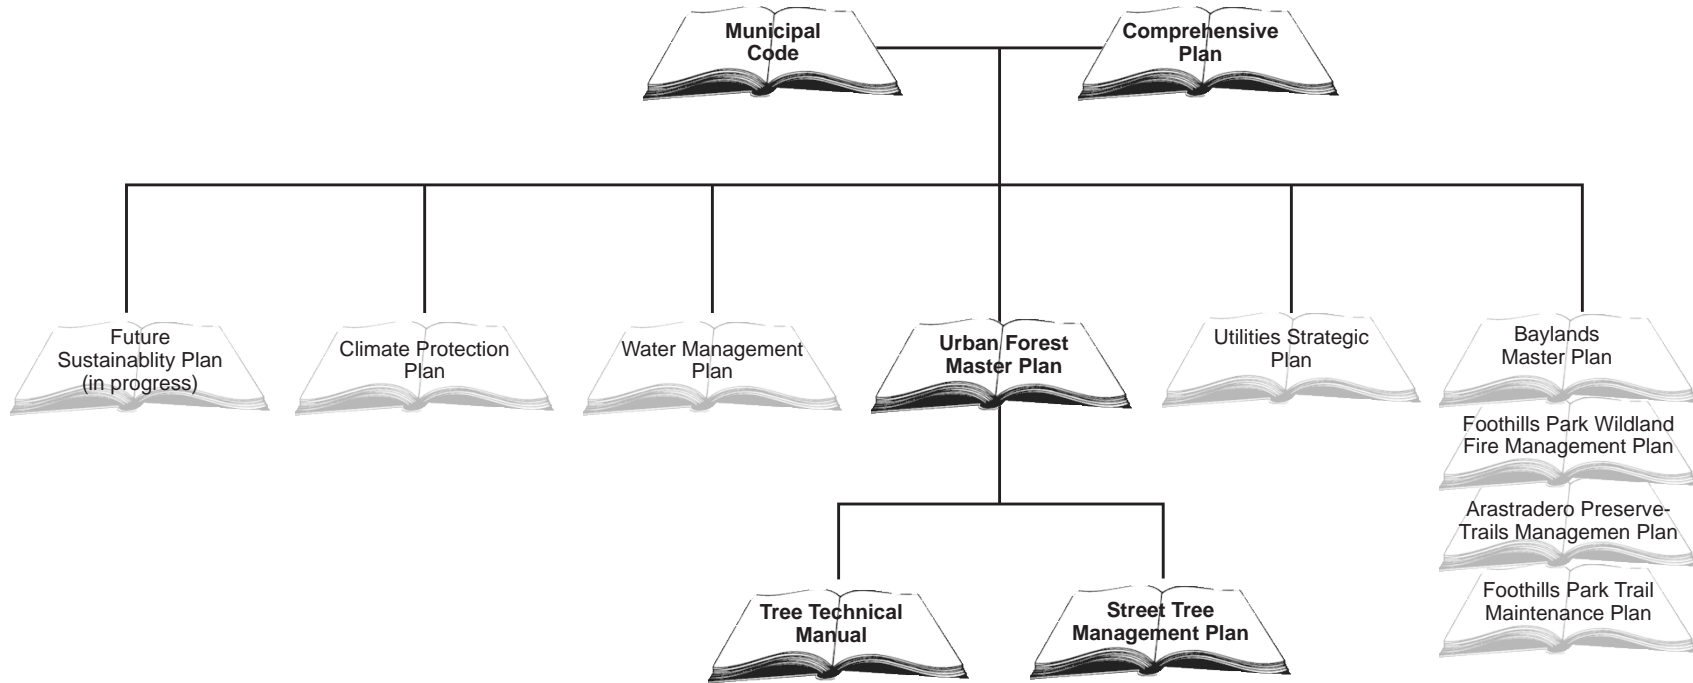 Municipal
Code
Comprehensive
Plan
Future
Sustainablity Plan
(in progress)
Climate Protection
Plan
Water Management
Plan
Urban Forest
Master Plan
Utilities Strategic
Plan
Baylands
Master Plan
Foothills Park Wildland
Fire Management Plan
Arastradero Preserve-
Trails Managemen Plan
Foothills Park Trail
Maintenance Plan
Tree Technical
Manual
Street Tree
Management Plan